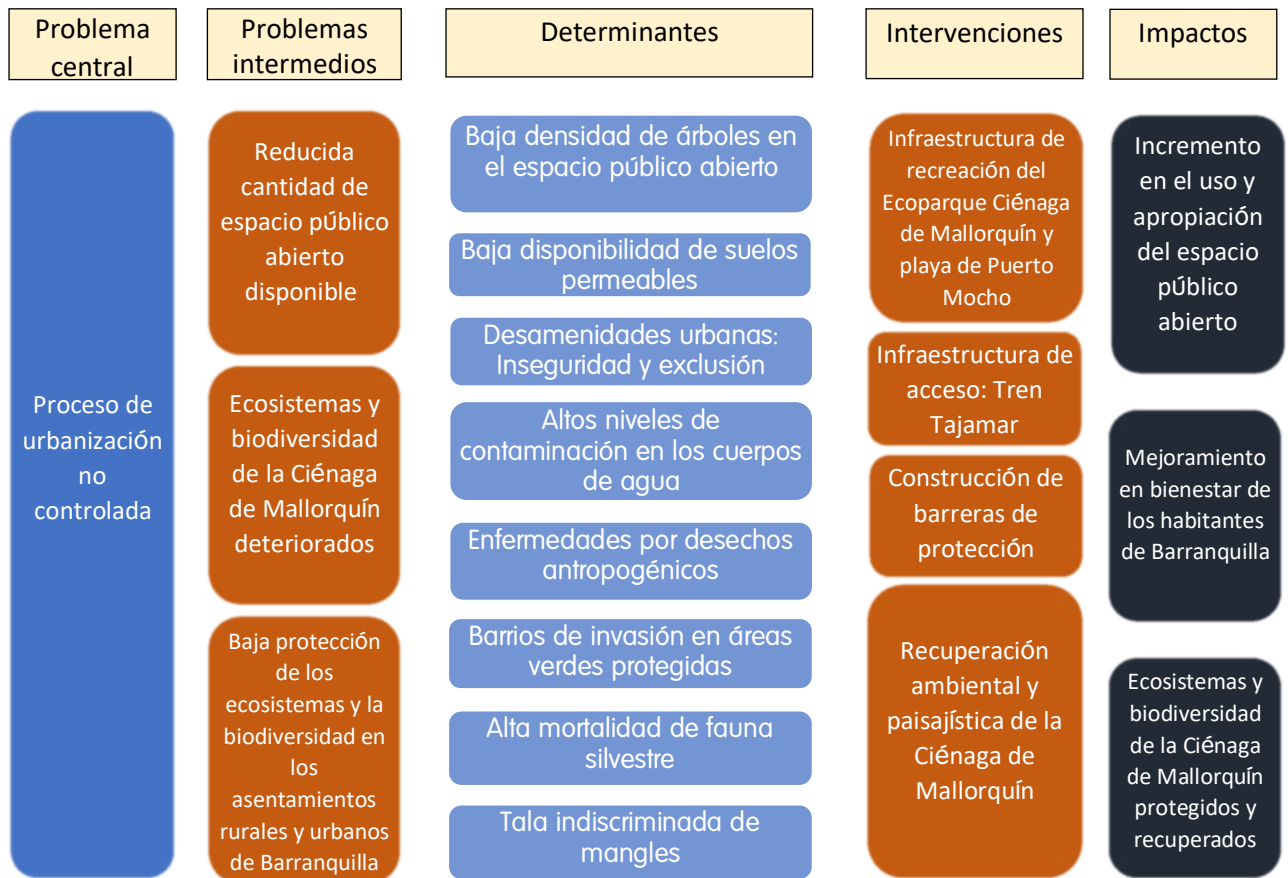 Problema
central
Problemas
intermedios
Determinantes
Intervenciones
Impactos
Proceso de
urbanización
no
controlada
Reducida
cantidad de
espacio público
abierto
disponible
Ecosistemas y
biodiversidad
de la Ciénaga
de Mallorquín
deteriorados
Baja protección
de los
ecosistemas y la
biodiversidad en
los
asentamientos
rurales y urbanos
de Barranquilla
Baja densidad de árboles en
el espacio público abierto
Baja disponibilidad de suelos
permeables
Desamenidades urbanas:
Inseguridad y exclusión
Altos niveles de
contaminación en los cuerpos
de agua
Enfermedades por desechos
antropogénicos
Barrios de invasión en áreas
verdes protegidas
Alta mortalidad de fauna
silvestre
Tala indiscriminada de
mangles
Infraestructura de
recreación del
Ecoparque Ciénaga
de Mallorquín y
playa de Puerto
Mocho
Infraestructura de
acceso: Tren
Tajamar
Construcción de
barreras de
protección
Recuperación
ambiental y
paisajística de la
Ciénaga de
Mallorquín
Incremento
en el uso y
apropiación
del espacio
público
abierto
Mejoramiento
en bienestar de
los habitantes
de Barranquilla
Ecosistemas y
biodiversidad
de la Ciénaga
de Mallorquín
protegidos y
recuperados